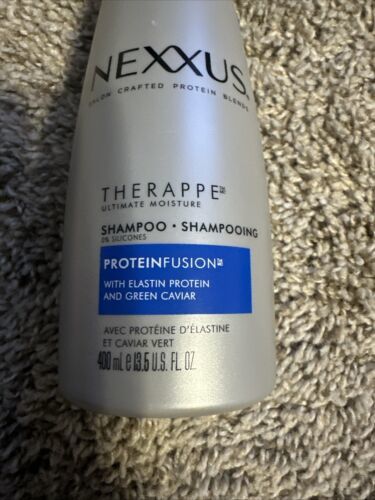 NEXXUS
SALON CRAFTED PROTEIN BLENDS
THERAPPE
ULTIMATE MOISTURE
SHAMPOO • SHAMPOOING
0% SILICONES
PROTEINFUSION
WITH ELASTIN PROTEIN
AND GREEN CAVIAR
AVEC PROTÉINE D'ÉLASTINE
ET CAVIAR VERT
400 mL e 13.5 U.S. FL. OZ.